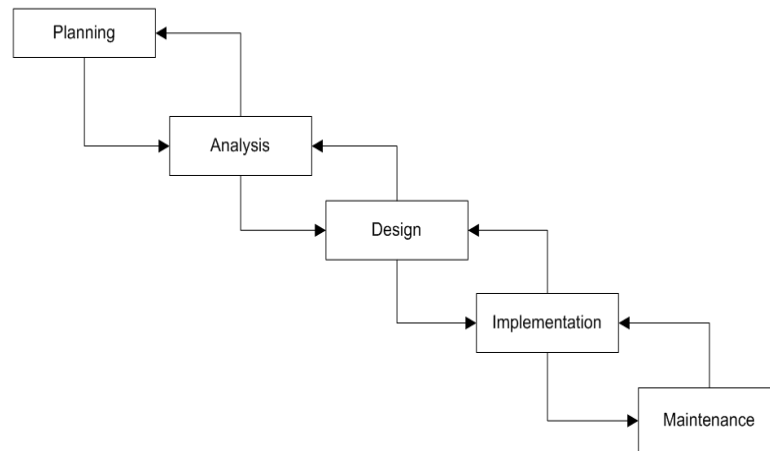 Planning
Analysis
Design
Implementation
Maintenance